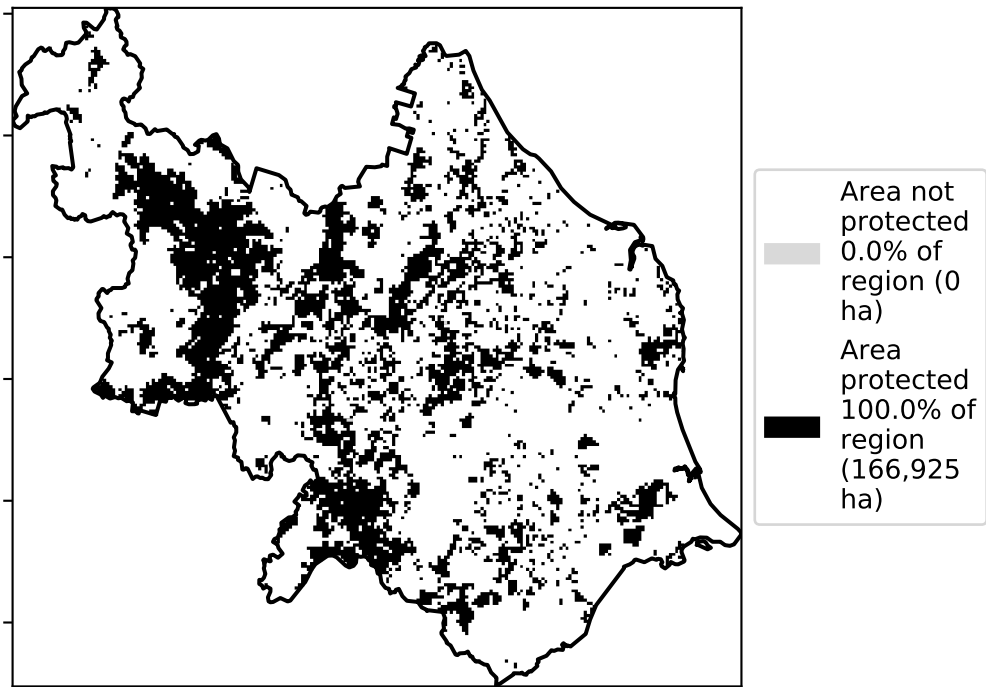 Area not
protected
0.0% of
region (0
ha)
Area
protected
100.0% of
region
(166,925
ha)